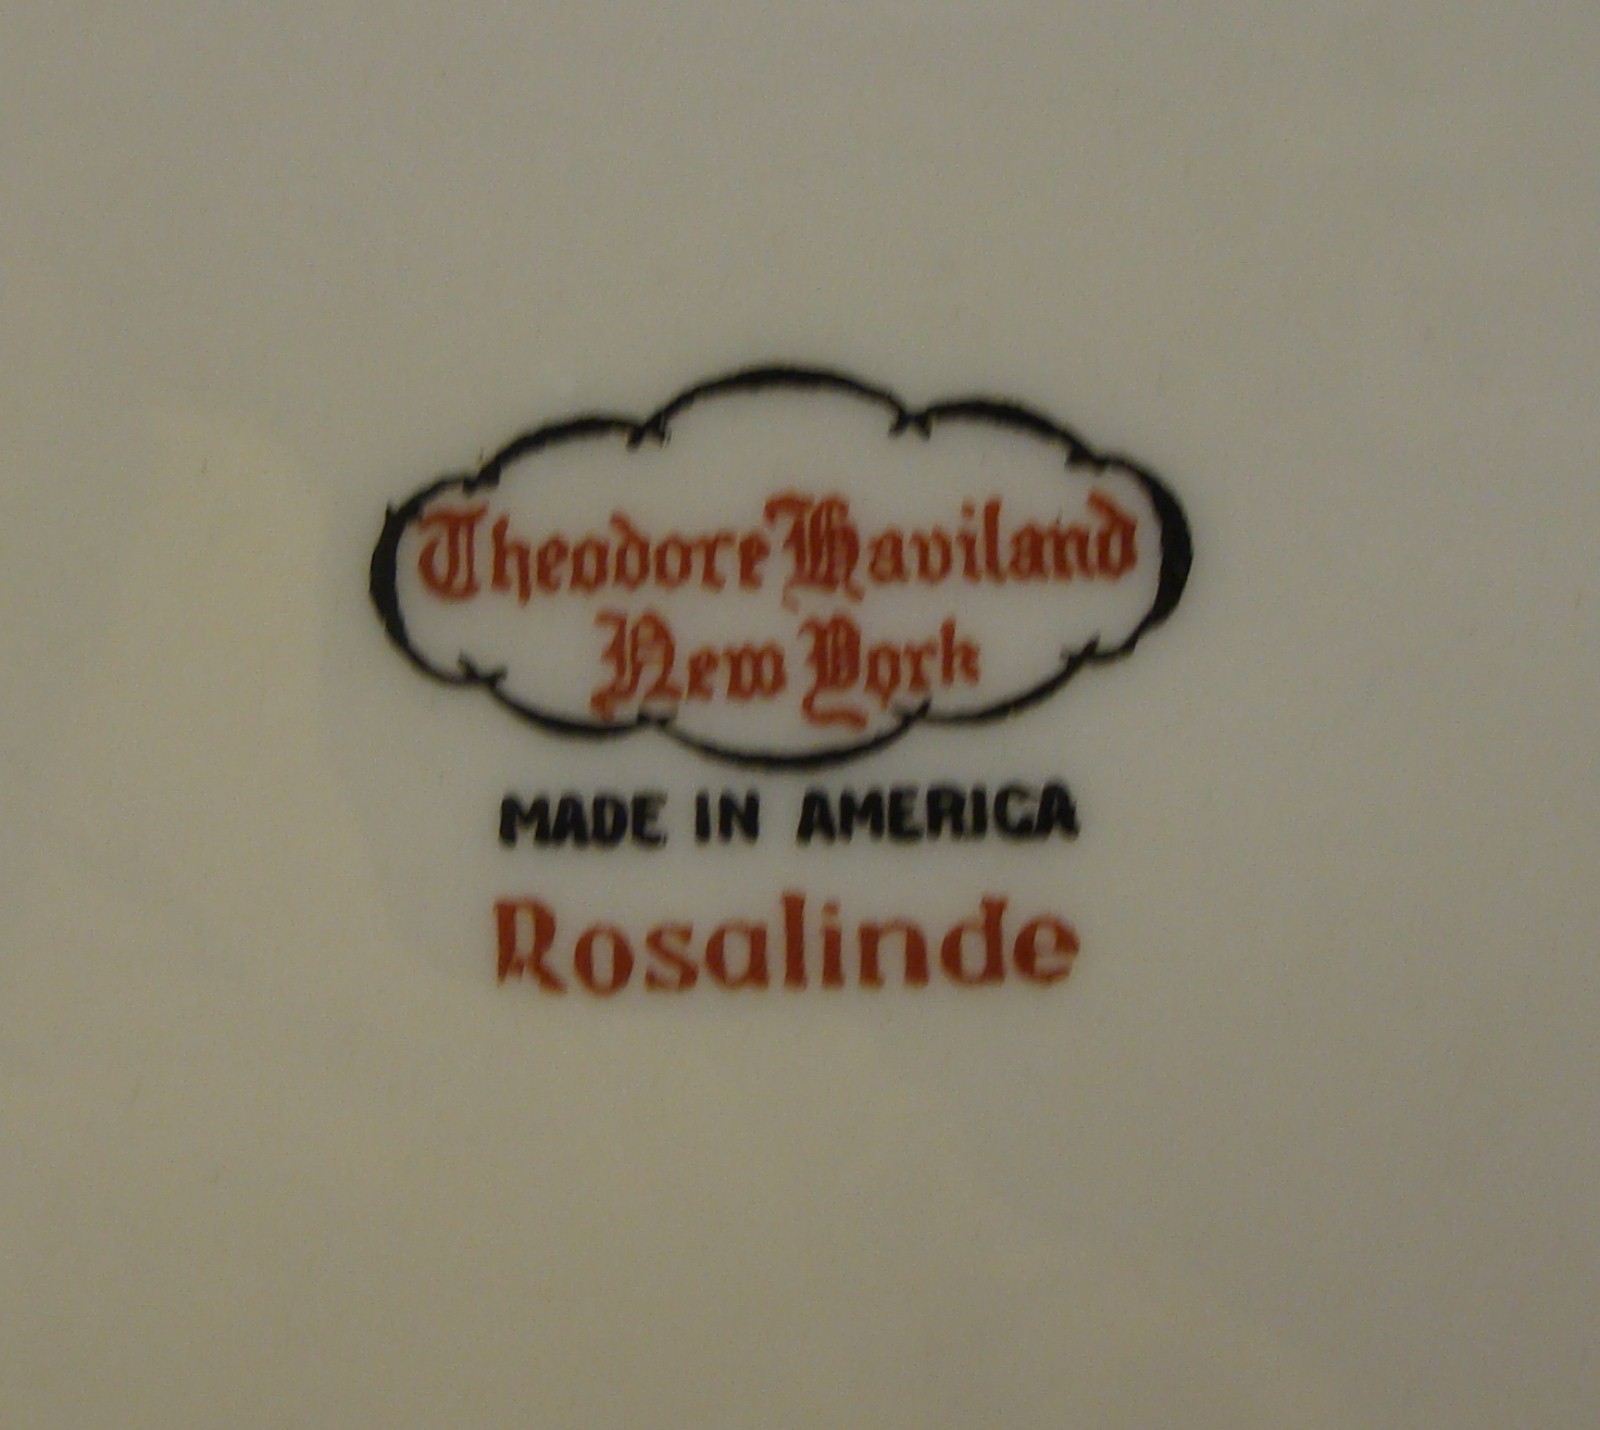 Theodore Haviland
New York
MADE IN AMERICA
Rosalinde